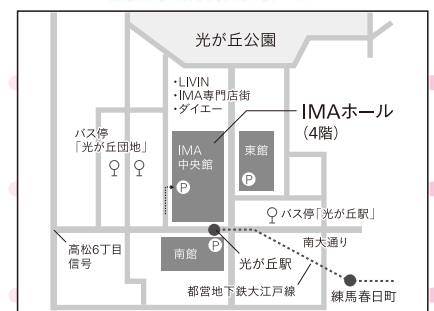 光が丘公園
・LIVIN
・IMA専門店街
・ダイエー
IMAホール
(4階)
バス停
「光が丘団地」
IMA
中央館
東館
P
P
バス停「光が丘駅」
高松6丁目
信号
南館
P
光が丘駅
南大通り
都営地下鉄大江戸線
練馬春日町